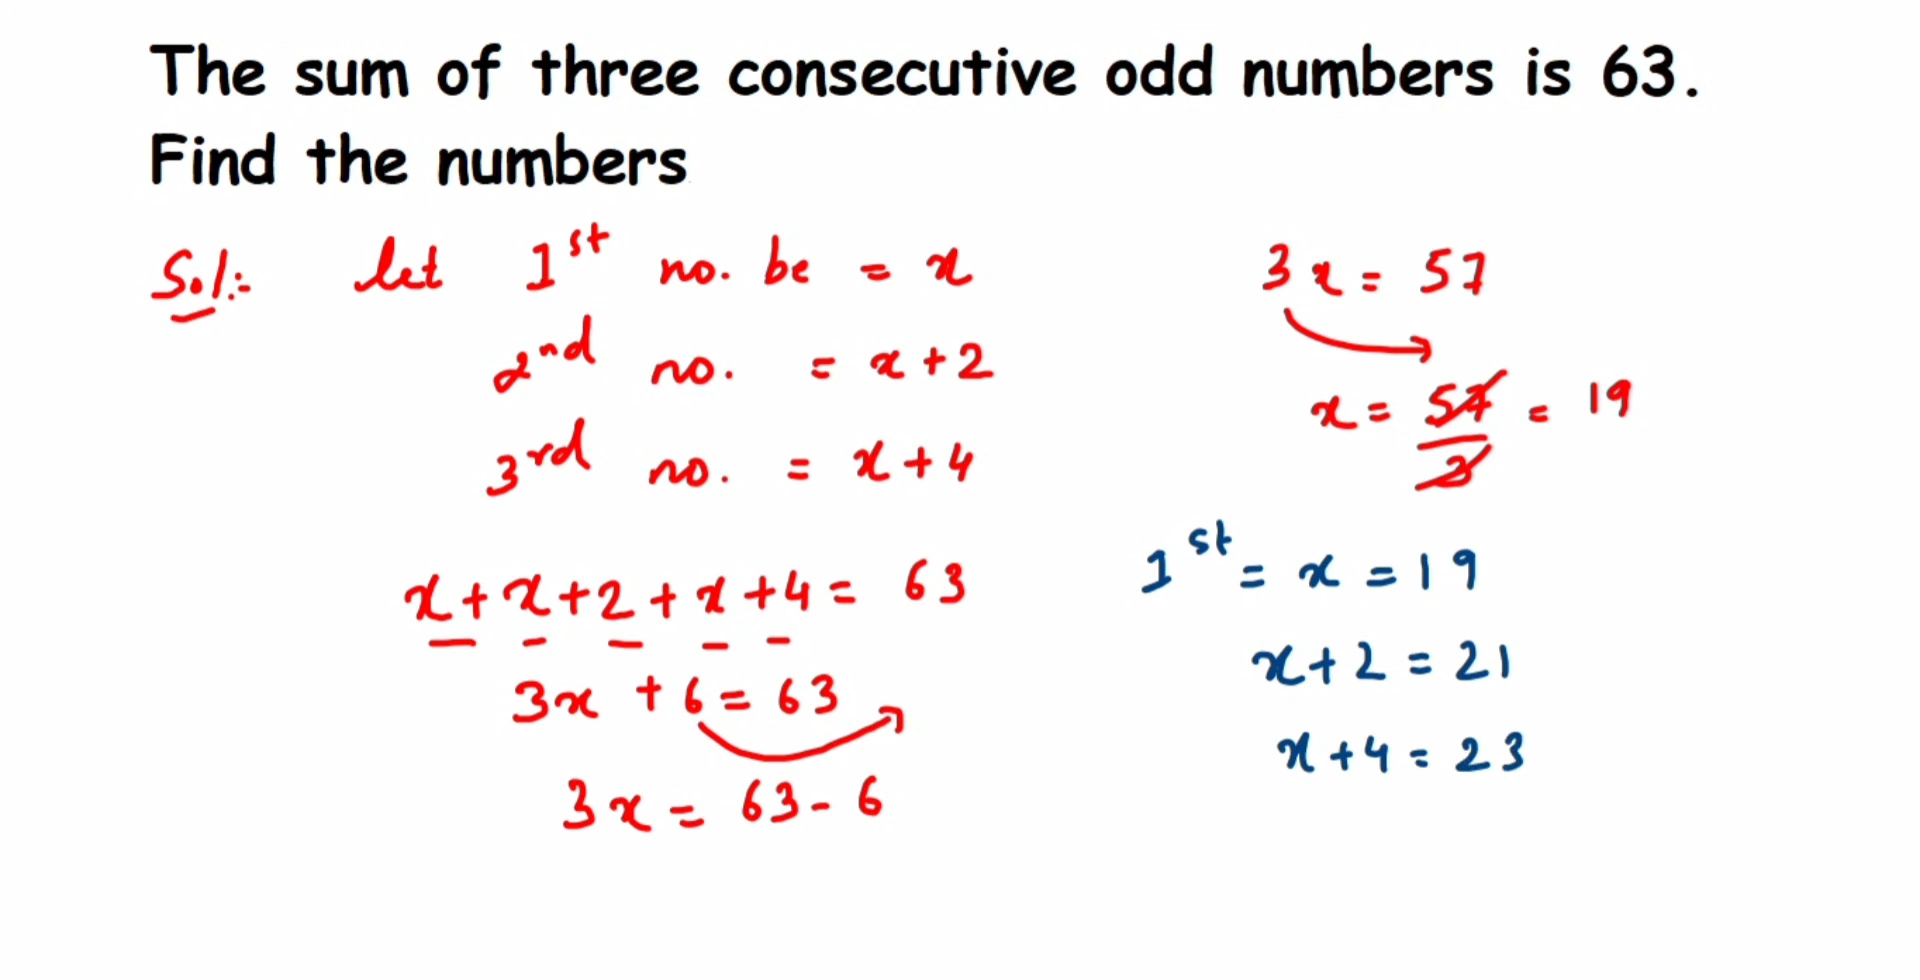 The sum of three consecutive odd numbers is 63.
Find the numbers
Sol:- let 1st no. be = x
2nd no. = x+2
3rd no. = x+4
x+x+2+x+4= 63
3x +6=63
3x= 63-6
3x= 57
x= 57/3 = 19
1st= x =19
x+2=21
x+4=23